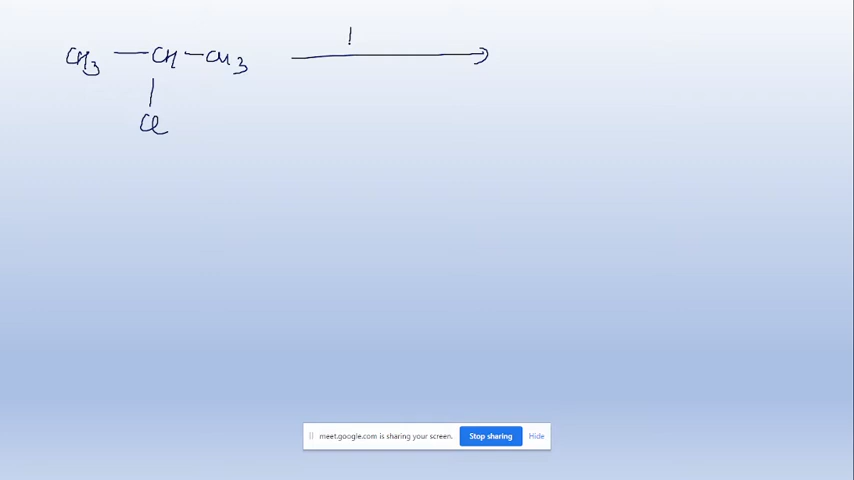 CH3 — CH — CH3
|
Cl
meet.google.com is sharing your screen. Stop sharing Hide